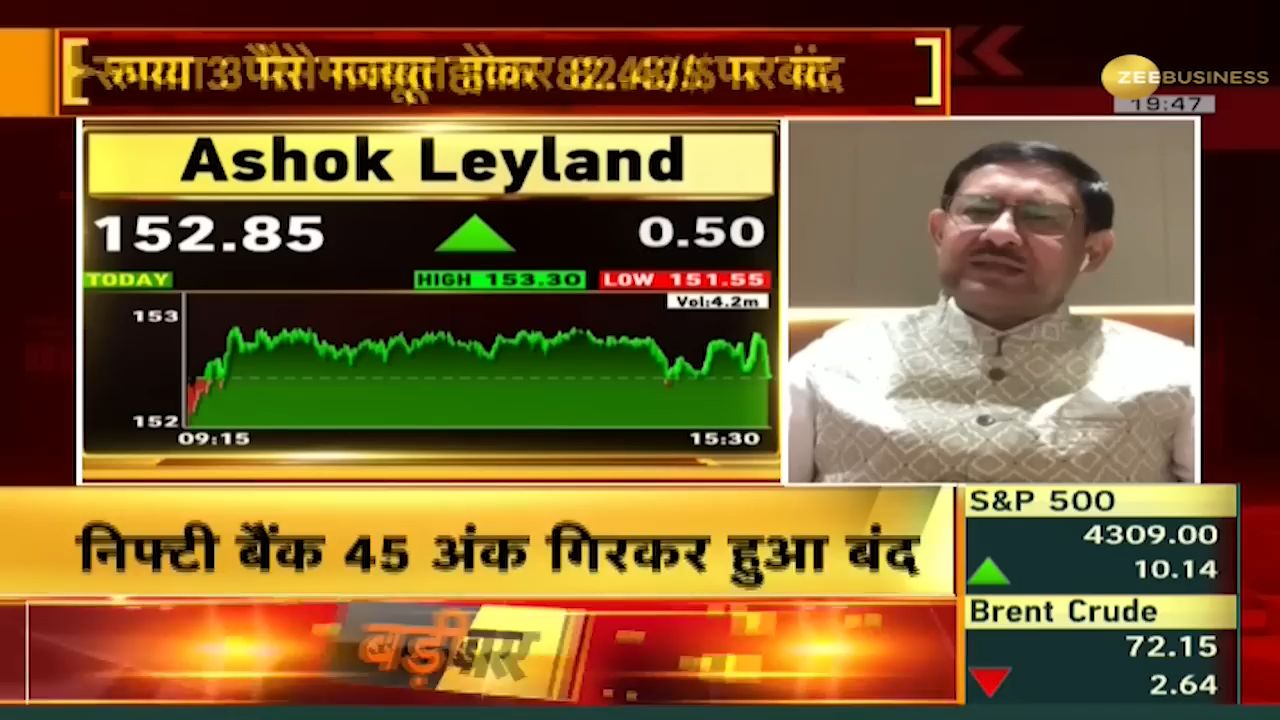 ZEEBUSINESS
19:47
Ashok Leyland
152.85 0.50
TODAY HIGH 153.30 LOW 151.55
Vol:4.2m
153
152
09:15 15:30
निफ्टी बैंक 45 अंक गिरकर हुआ बंद
S&P 500
4309.00
10.14
Brent Crude
72.15
2.64